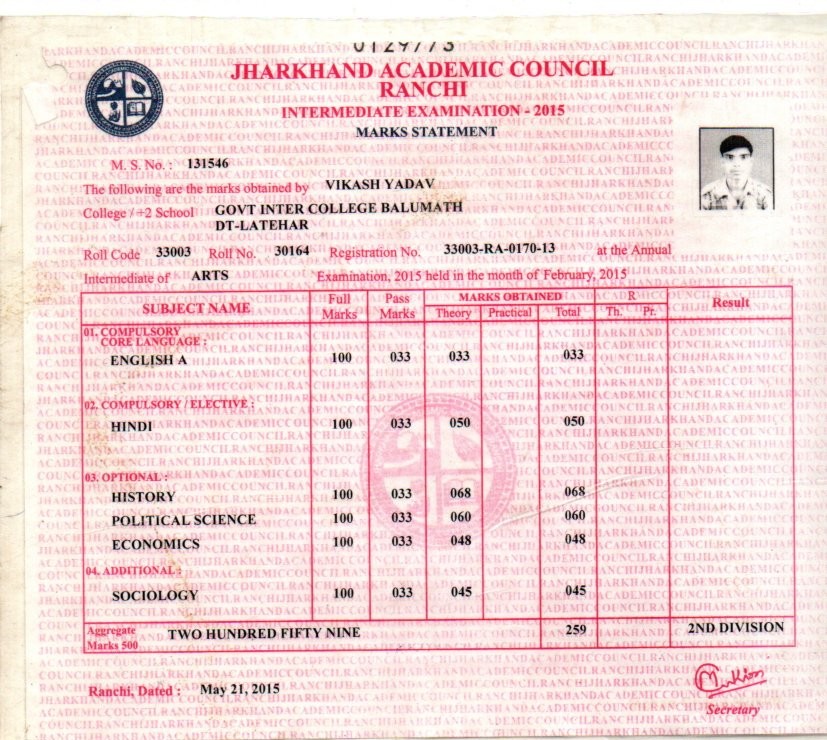 JHARKHAND ACADEMIC COUNCIL
RANCHI
INTERMEDIATE EXAMINATION - 2015
MARKS STATEMENT
M. S. No. : 131546
The following are the marks obtained by VIKASH YADAV
College / +2 School GOVT INTER COLLEGE BALUMATH
DT-LATEHAR
Roll Code 33003 Roll No. 30164 Registration No. 33003-RA-0170-13 at the Annual
Intermediate of ARTS Examination, 2015 held in the month of February, 2015
SUBJECT NAME Full Marks Pass Marks MARKS OBTAINED R Result
Theory Practical Total Th. Pr.
01. COMPULSORY
CORE LANGUAGE :
ENGLISH A 100 033 033 033
02. COMPULSORY / ELECTIVE :
HINDI 100 033 050 050
03. OPTIONAL :
HISTORY 100 033 068 068
POLITICAL SCIENCE 100 033 060 060
ECONOMICS 100 033 048 048
04. ADDITIONAL :
SOCIOLOGY 100 033 045 045
Aggregate Marks 500 TWO HUNDRED FIFTY NINE 259 2ND DIVISION
Ranchi, Dated : May 21, 2015
Secretary